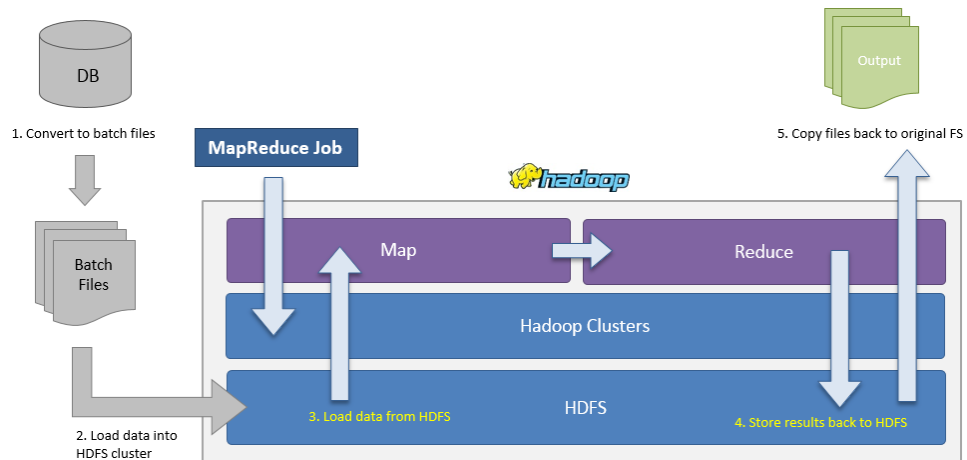 DB
Output
1. Convert to batch files
5. Copy files back to original FS
MapReduce Job
hadoop
Map
Reduce
Batch
Files
Hadoop Clusters
HDFS
3. Load data from HDFS
4. Store results back to HDFS
2. Load data into
HDFS cluster